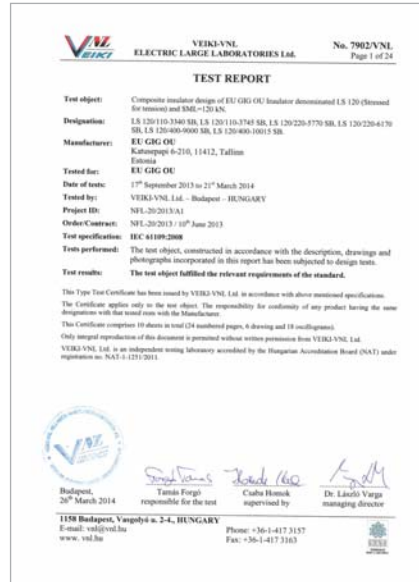 VNL
VEIKI
VEIKI-VNL
ELECTRIC LARGE LABORATORIES Ltd.
No. 7902/VNL
Page 1 of 24
TEST REPORT
Test object: Composite insulator design of EU GIG OU Insulator denominated LS 120 (Stressed
for tension) and SML=120 kN.
Designation: LS 120/110-3340 SB, LS 120/110-3745 SB, LS 120/220-5770 SB, LS 120/220-6170
SB, LS 120/400-9000 SB, LS 120/400-10015 SB.
Manufacturer: EU GIG OU
Katusepapi 6-210, 11412, Tallinn
Estonia
Tested for: EU GIG OU
Date of tests: 17th September 2013 to 21st March 2014
Tested by: VEIKI-VNL Ltd. – Budapest – HUNGARY
Project ID: NFL-20/2013/A1
Order/Contract: NFL-20/2013 / 10th June 2013
Test specification: IEC 61109:2008
Tests performed: The test object, constructed in accordance with the description, drawings and
photographs incorporated in this report has been subjected to design tests.
Test results: The test object fulfilled the relevant requirements of the standard.
This Type Test Certificate has been issued by VEIKI-VNL Ltd. in accordance with above mentioned specifications.
The Certificate applies only to the test object. The responsibility for conformity of any product having the same
designations with that tested rests with the Manufacturer.
This Certificate comprises 10 sheets in total (24 numbered pages, 6 drawing and 18 oscillograms).
Only integral reproduction of this document is permitted without written permission from VEIKI-VNL Ltd.
VEIKI-VNL Ltd. is an independent testing laboratory accredited by the Hungarian Accreditation Board (NAT) under
registration no. NAT-1-1251/2013.
Budapest,
26th March 2014
Tamás Forgó
responsible for the test
Csaba Homok
supervised by
Dr. László Varga
managing director
1158 Budapest, Vasgolyó u. 2-4., HUNGARY
E-mail: vnl@vnl.hu
www. vnl.hu
Phone: +36-1-417 3157
Fax: +36-1-417 3163